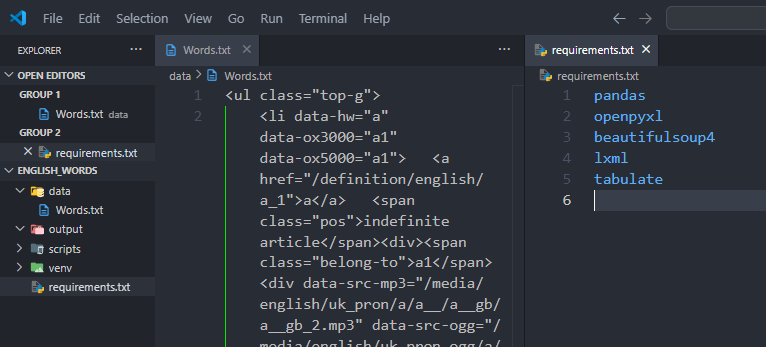 File Edit Selection View Go Run Terminal Help
EXPLORER
OPEN EDITORS
GROUP 1
Words.txt data
GROUP 2
requirements.txt
ENGLISH_WORDS
data
Words.txt
output
scripts
venv
requirements.txt
Words.txt
data > Words.txt
1 <ul class="top-g">
2 <li data-hw="a"
data-ox3000="a1"
data-ox5000="a1"> <a
href="/definition/english/
a_1">a</a> <span
class="pos">indefinite
article</span><div><span
class="belong-to">a1</span>
<div data-src-mp3="/media/
english/uk_pron/a/a__/a__gb/
a__gb_2.mp3" data-src-ogg="/
media/english/uk_pron_ogg/a/
requirements.txt
requirements.txt
1 pandas
2 openpyxl
3 beautifulsoup4
4 lxml
5 tabulate
6